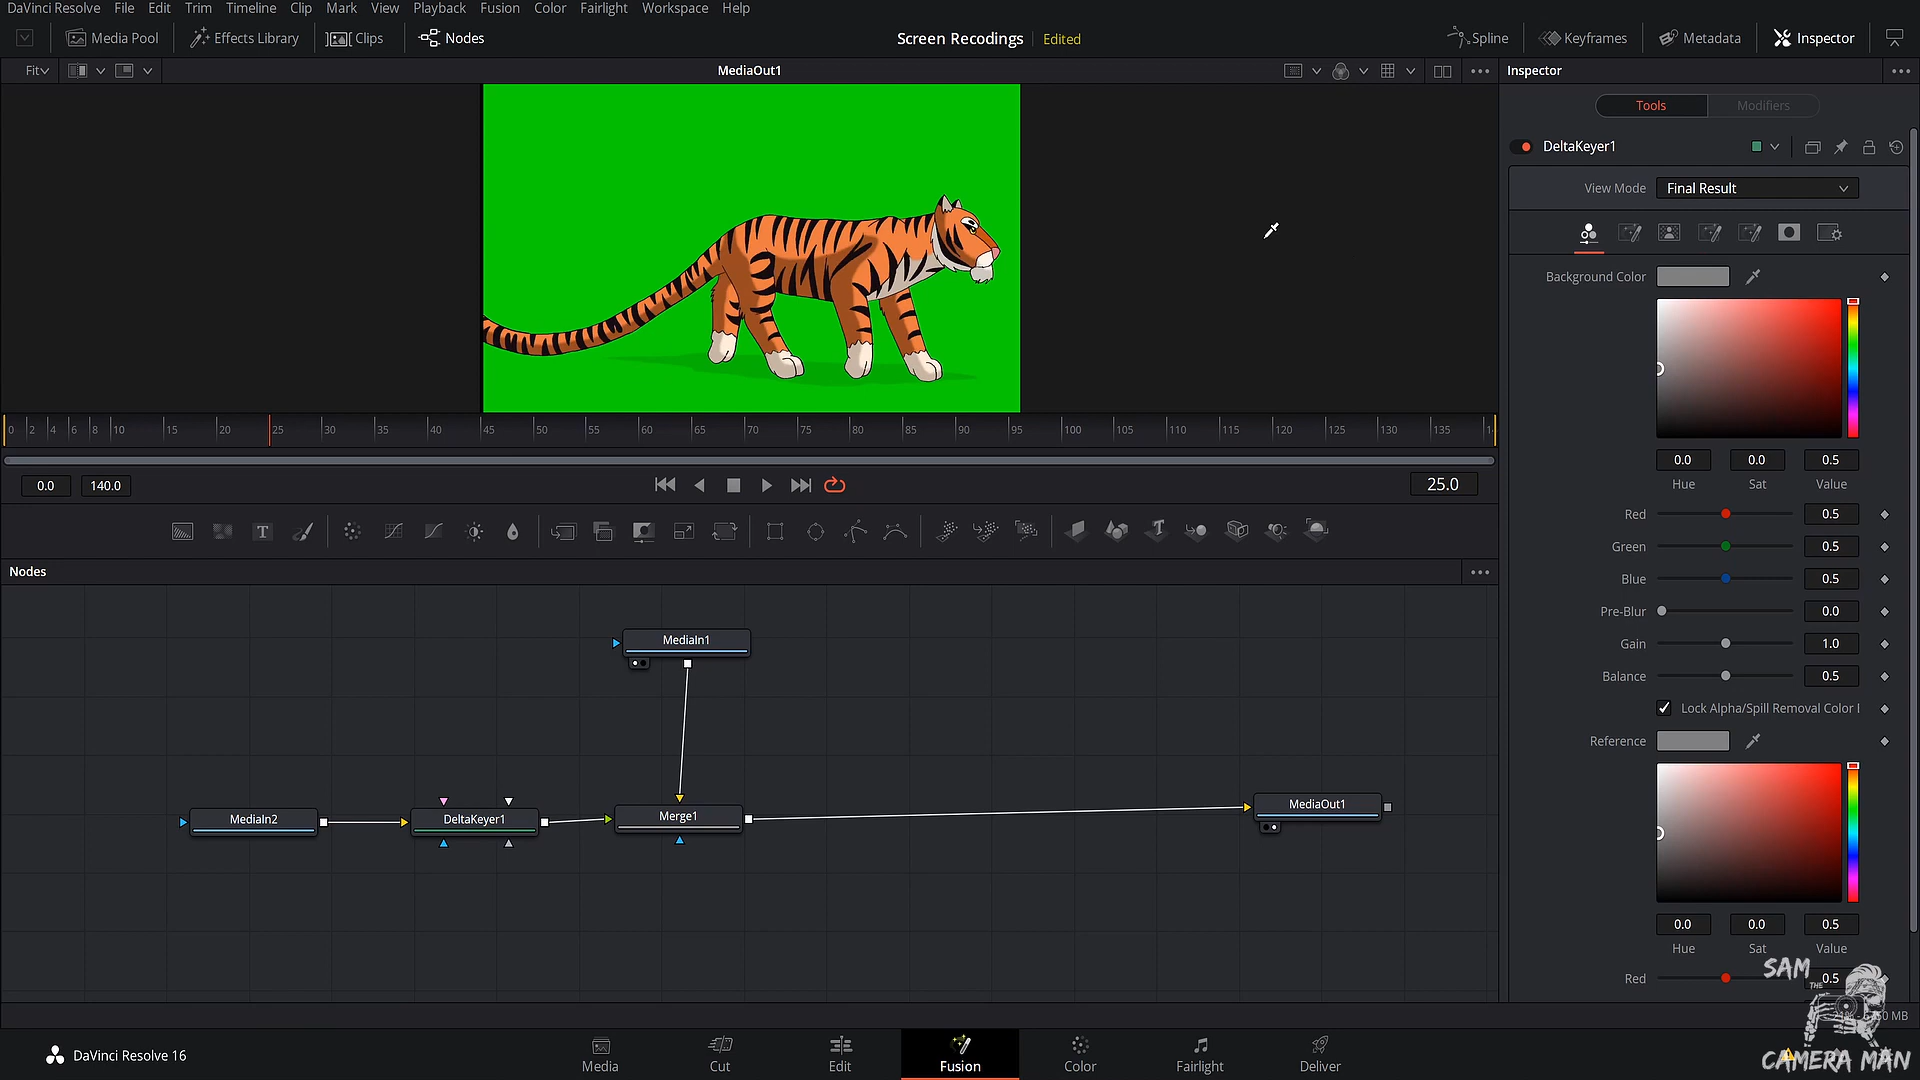 DaVinci Resolve File Edit Trim Timeline Clip Mark View Playback Fusion Color Fairlight Workspace Help
Media Pool Effects Library Clips Nodes Screen Recodings Edited Spline Keyframes Metadata Inspector
Fit MediaOut1 Inspector
Tools Modifiers
DeltaKeyer1
View Mode Final Result
Background Color
0 2 4 6 8 10 15 20 25 30 35 40 45 50 55 60 65 70 75 80 85 90 95 100 105 110 115 120 125 130 135
0.0 0.0 0.5
Hue Sat Value
0.0 140.0 25.0
Red 0.5
Green 0.5
Nodes
Blue 0.5
Pre-Blur 0.0
MediaIn1 Gain 1.0
Balance 0.5
Lock Alpha/Spill Removal Color
Reference
MediaIn2 DeltaKeyer1 Merge1 MediaOut1
0.0 0.0 0.5
Hue Sat Value
SAM
Red 0.5
THE
DaVinci Resolve 16 Media Cut Edit Fusion Color Fairlight Deliver
CAMERA MAN